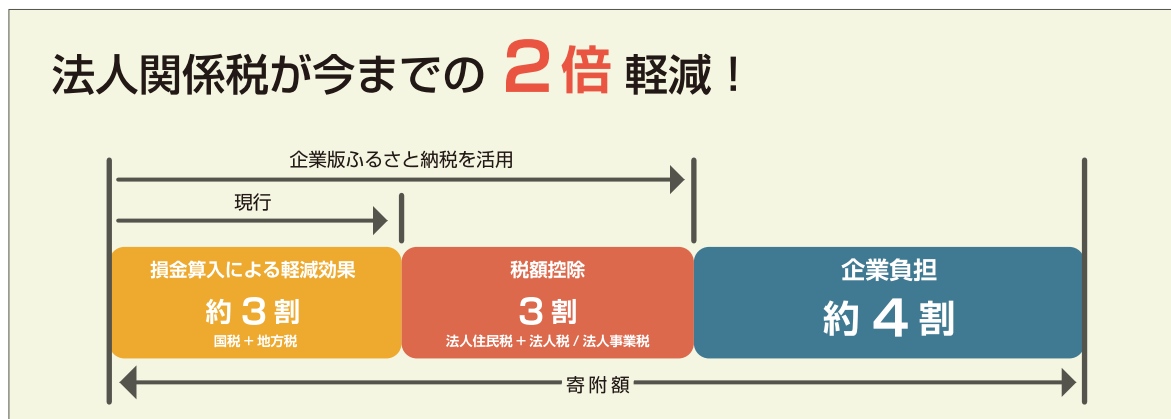 法人関係税が今までの 2倍 軽減！
企業版ふるさと納税を活用
現行
損金算入による軽減効果
約 3 割
国税 + 地方税
税額控除
3 割
法人住民税 + 法人税 / 法人事業税
企業負担
約 4 割
寄附額